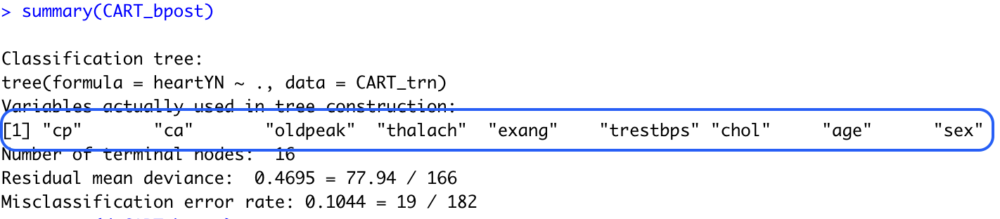 > summary(CART_bpost)
Classification tree:
tree(formula = heartYN ~ ., data = CART_trn)
Variables actually used in tree construction:
[1] "cp" "ca" "oldpeak" "thalach" "exang" "trestbps" "chol" "age" "sex"
Number of terminal nodes: 16
Residual mean deviance: 0.4695 = 77.94 / 166
Misclassification error rate: 0.1044 = 19 / 182